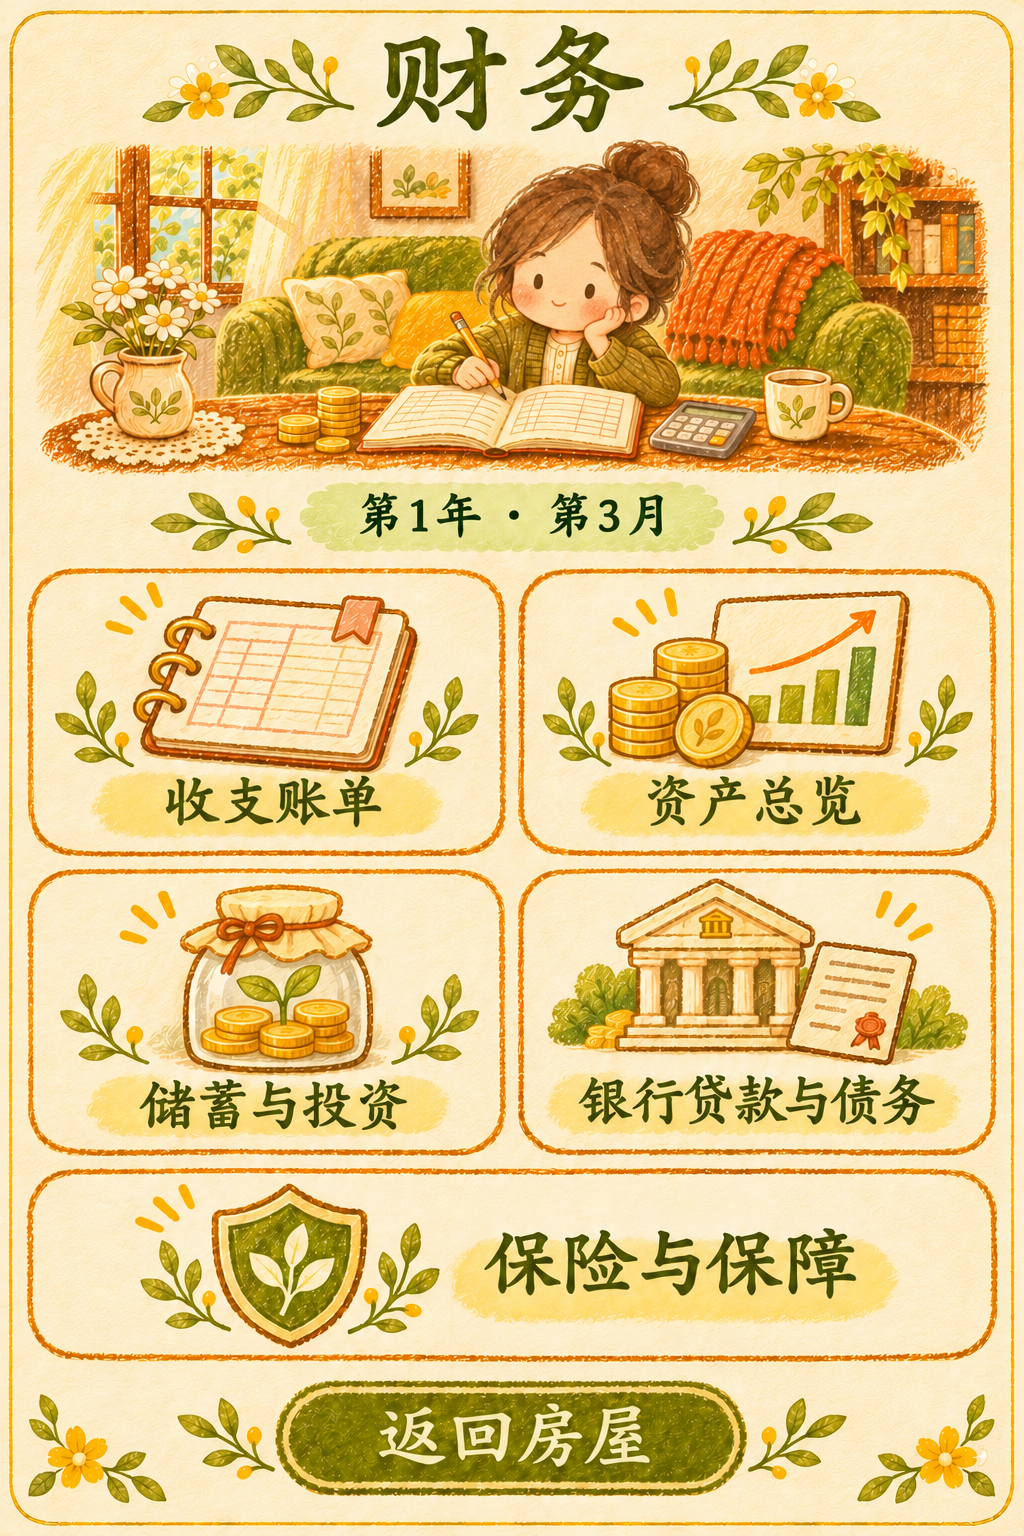 财务
第1年 · 第3月
收支账单
资产总览
储蓄与投资
银行贷款与债务
保险与保障
返回房屋